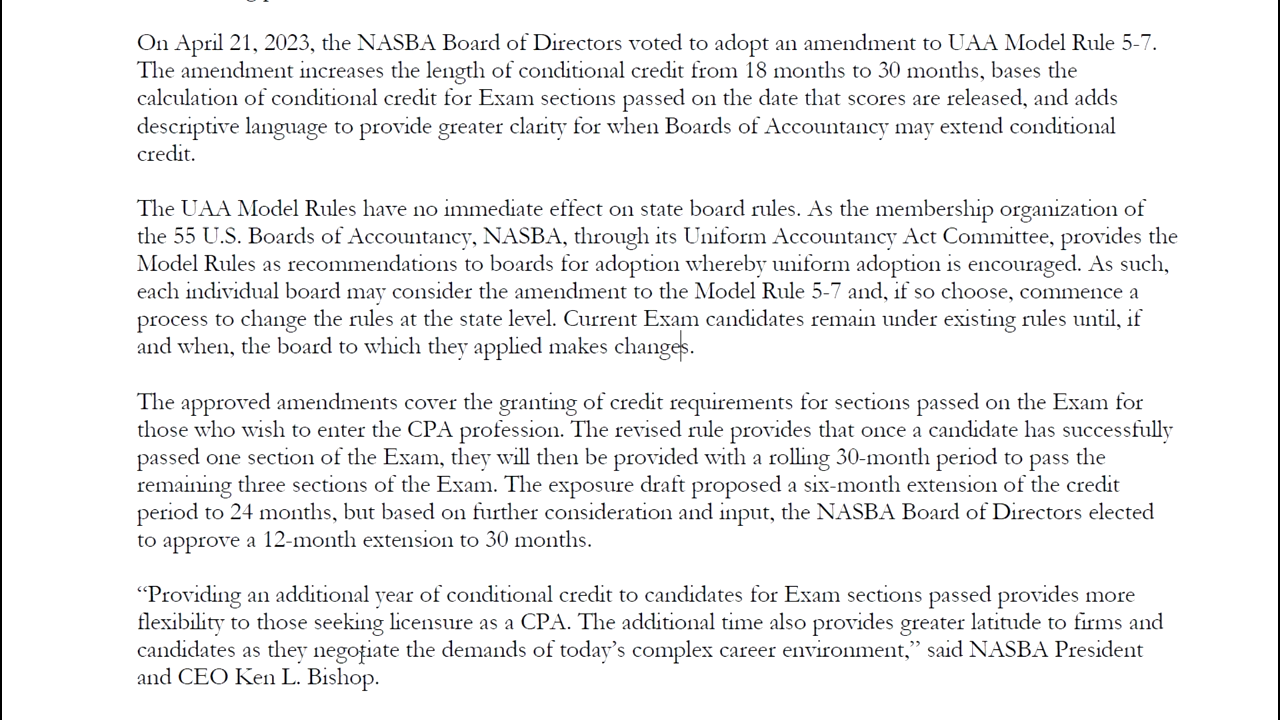 On April 21, 2023, the NASBA Board of Directors voted to adopt an amendment to UAA Model Rule 5-7.
The amendment increases the length of conditional credit from 18 months to 30 months, bases the
calculation of conditional credit for Exam sections passed on the date that scores are released, and adds
descriptive language to provide greater clarity for when Boards of Accountancy may extend conditional
credit.
The UAA Model Rules have no immediate effect on state board rules. As the membership organization of
the 55 U.S. Boards of Accountancy, NASBA, through its Uniform Accountancy Act Committee, provides the
Model Rules as recommendations to boards for adoption whereby uniform adoption is encouraged. As such,
each individual board may consider the amendment to the Model Rule 5-7 and, if so choose, commence a
process to change the rules at the state level. Current Exam candidates remain under existing rules until, if
and when, the board to which they applied makes changes.
The approved amendments cover the granting of credit requirements for sections passed on the Exam for
those who wish to enter the CPA profession. The revised rule provides that once a candidate has successfully
passed one section of the Exam, they will then be provided with a rolling 30-month period to pass the
remaining three sections of the Exam. The exposure draft proposed a six-month extension of the credit
period to 24 months, but based on further consideration and input, the NASBA Board of Directors elected
to approve a 12-month extension to 30 months.
“Providing an additional year of conditional credit to candidates for Exam sections passed provides more
flexibility to those seeking licensure as a CPA. The additional time also provides greater latitude to firms and
candidates as they negotiate the demands of today’s complex career environment,” said NASBA President
and CEO Ken L. Bishop.